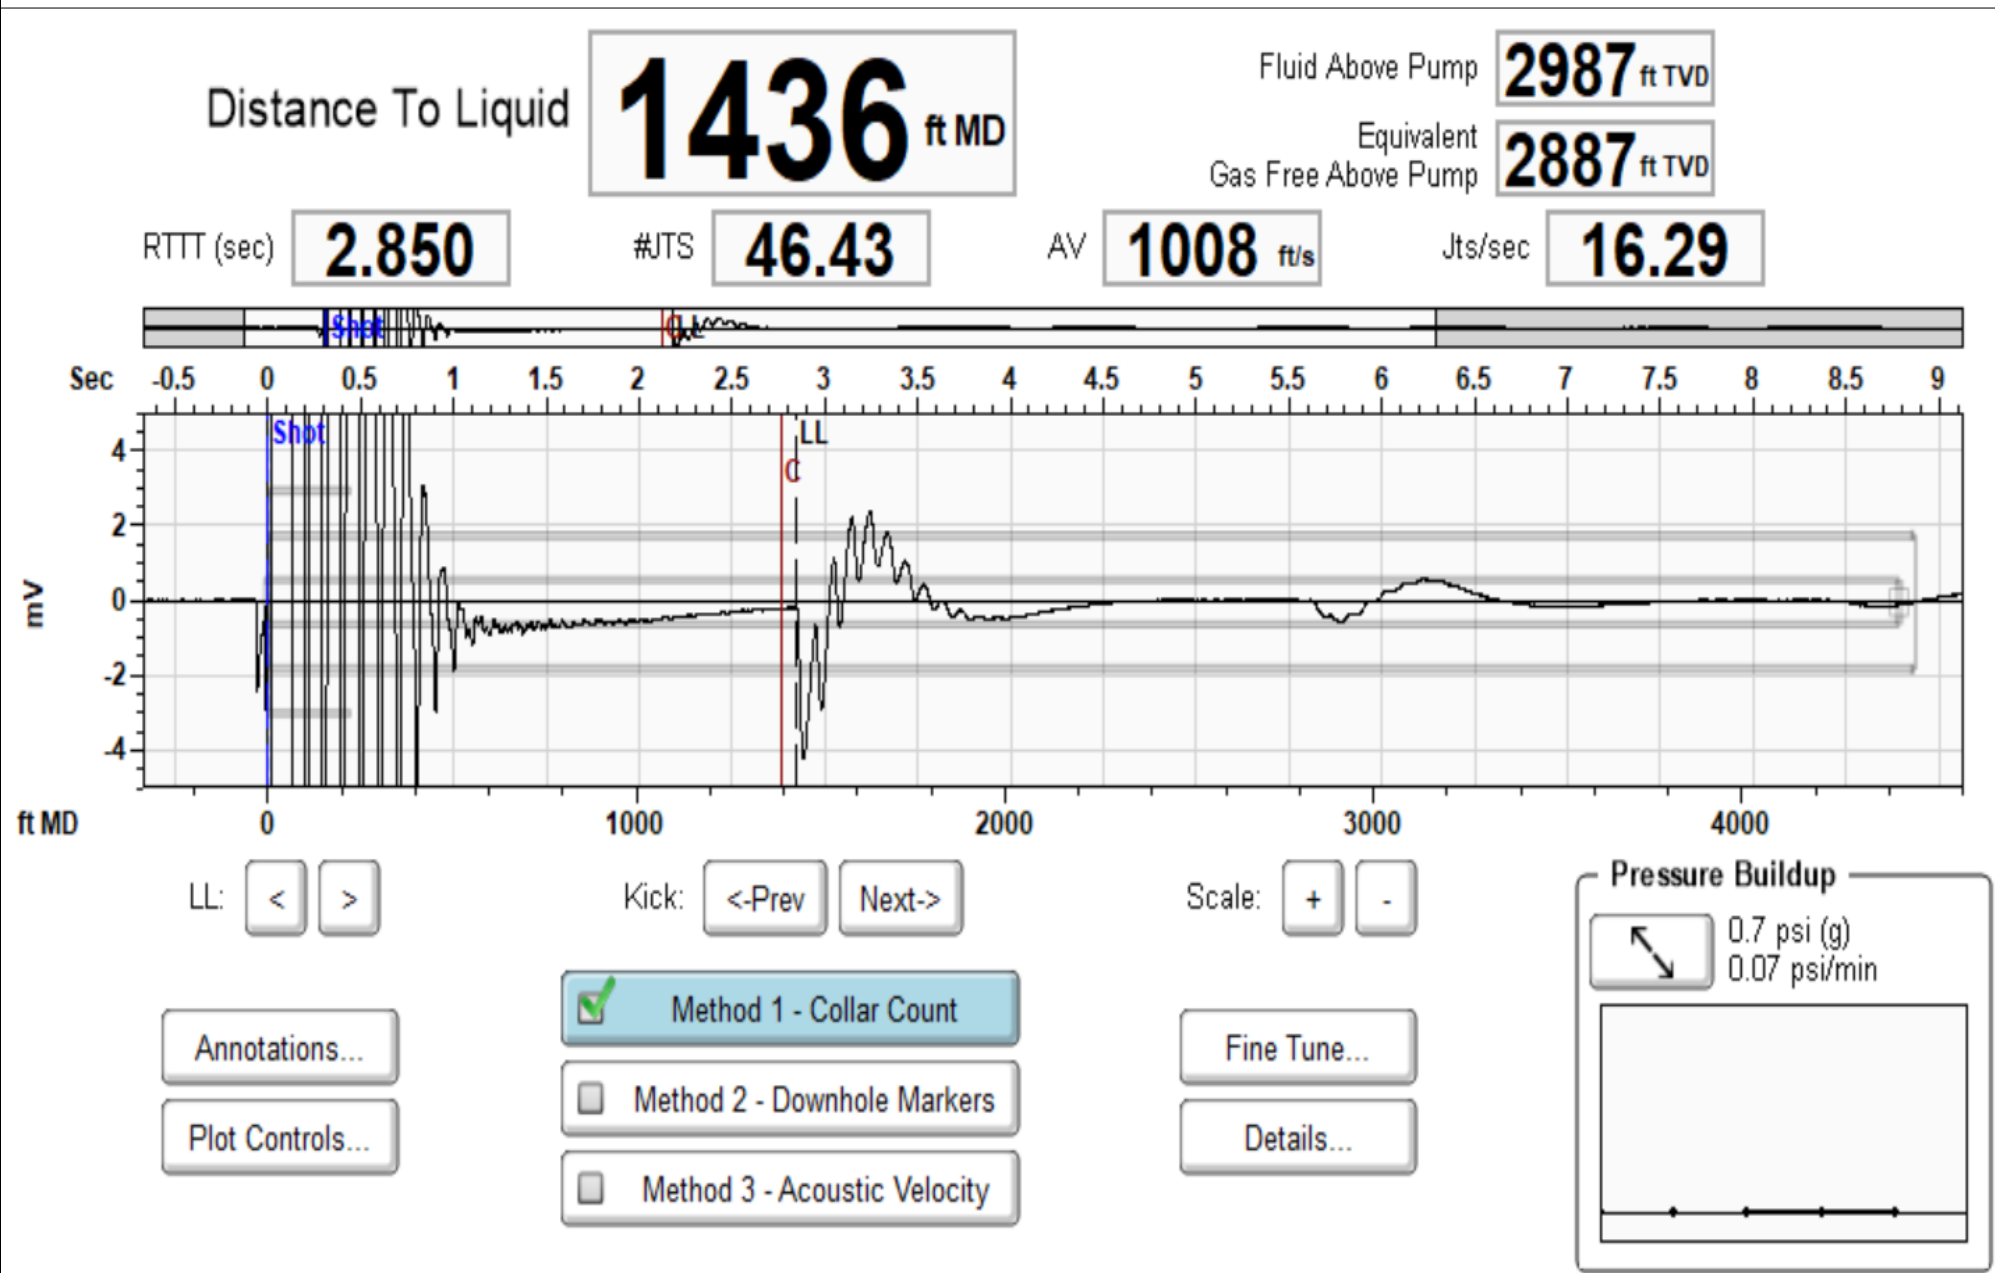 Distance To Liquid 1436 ft MD
Fluid Above Pump 2987 ft TVD
Equivalent
Gas Free Above Pump 2887 ft TVD
RTTT (sec) 2.850 #JTS 46.43 AV 1008 ft/s Jts/sec 16.29
Shot LL
Sec -0.5 0 0.5 1 1.5 2 2.5 3 3.5 4 4.5 5 5.5 6 6.5 7 7.5 8 8.5 9
Shot LL
C
4
2
0
-2
-4
mV
ft MD 0 1000 2000 3000 4000
LL: < > Kick: <-Prev Next-> Scale: + -
Pressure Buildup
0.7 psi (g)
0.07 psi/min
Method 1 - Collar Count
Annotations... Fine Tune...
Method 2 - Downhole Markers
Plot Controls... Details...
Method 3 - Acoustic Velocity